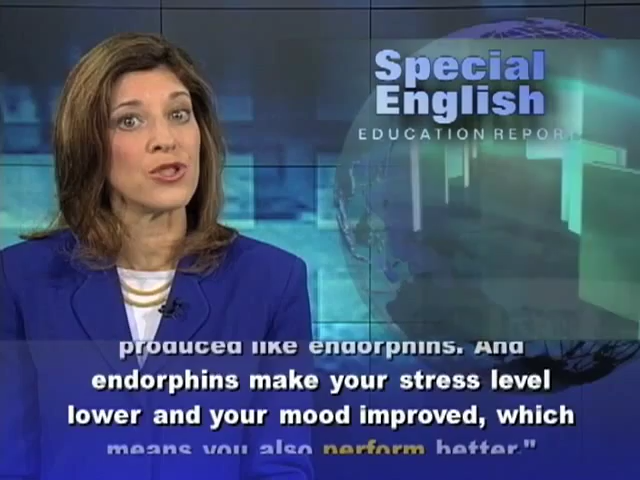 Special
English
EDUCATION REPORT
produced like endorphins. And
endorphins make your stress level
lower and your mood improved, which
means you also perform better."